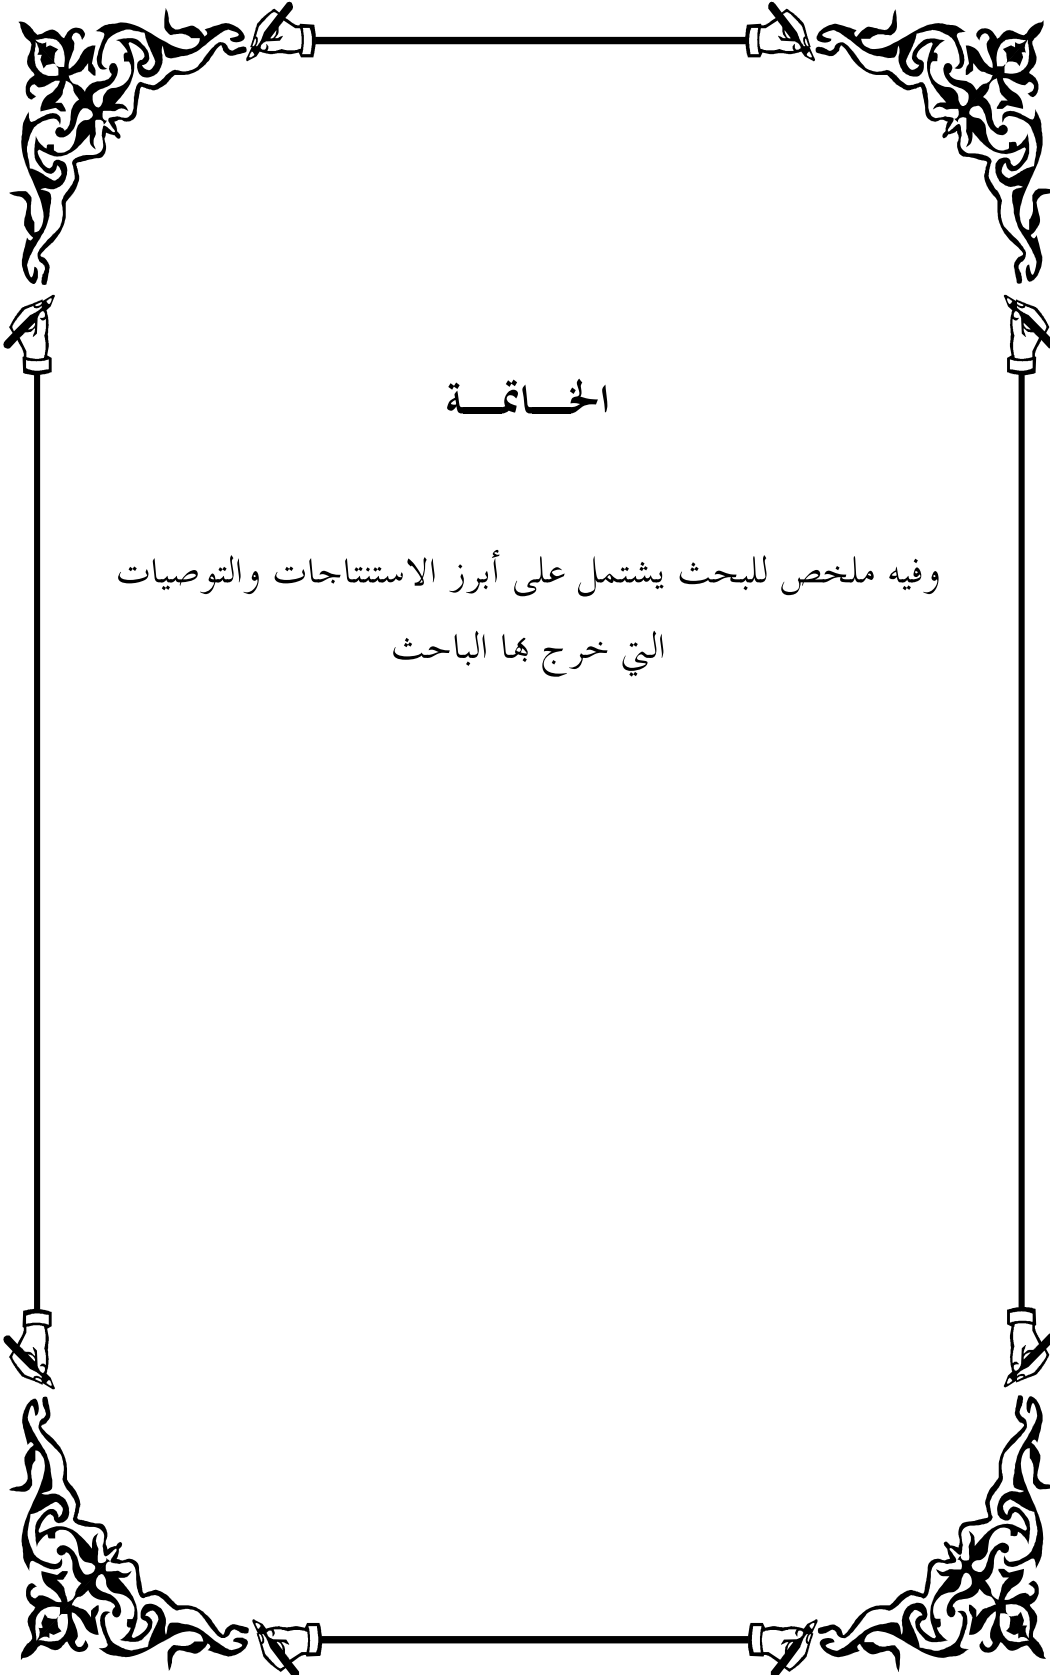 الخـــاتمـــة
وفيه ملخص للبحث يشتمل على أبرز الاستنتاجات والتوصيات
التي خرج بها الباحث